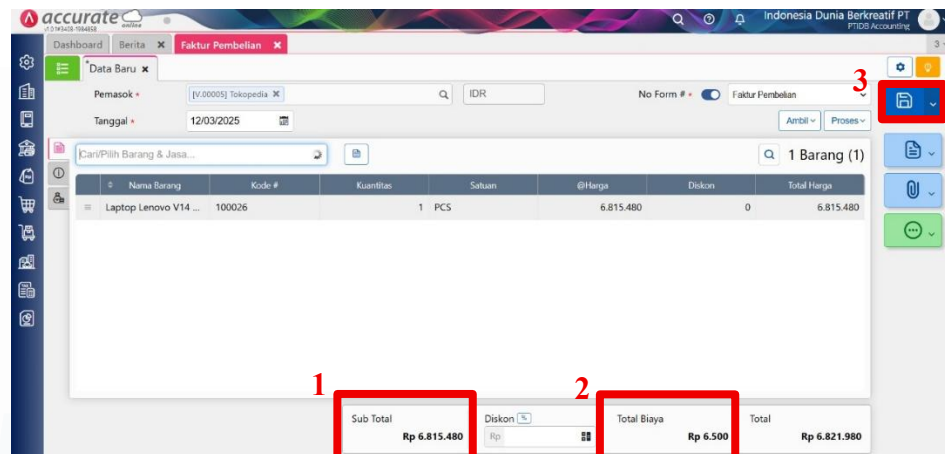 accurate online
Indonesia Dunia Berkreatif PT
PTIDB Accounting
Dashboard Berita Faktur Pembelian
Data Baru
3
Pemasok * [V.00005] Tokopedia IDR No Form # * Faktur Pembelian
Tanggal * 12/03/2025 Ambil Proses
Cari/Pilih Barang & Jasa... 1 Barang (1)
Nama Barang Kode # Kuantitas Satuan @Harga Diskon Total Harga
Laptop Lenovo V14 ... 100026 1 PCS 6.815.480 0 6.815.480
1 2
Sub Total Diskon % Total Biaya Total
Rp 6.815.480 Rp Rp 6.500 Rp 6.821.980